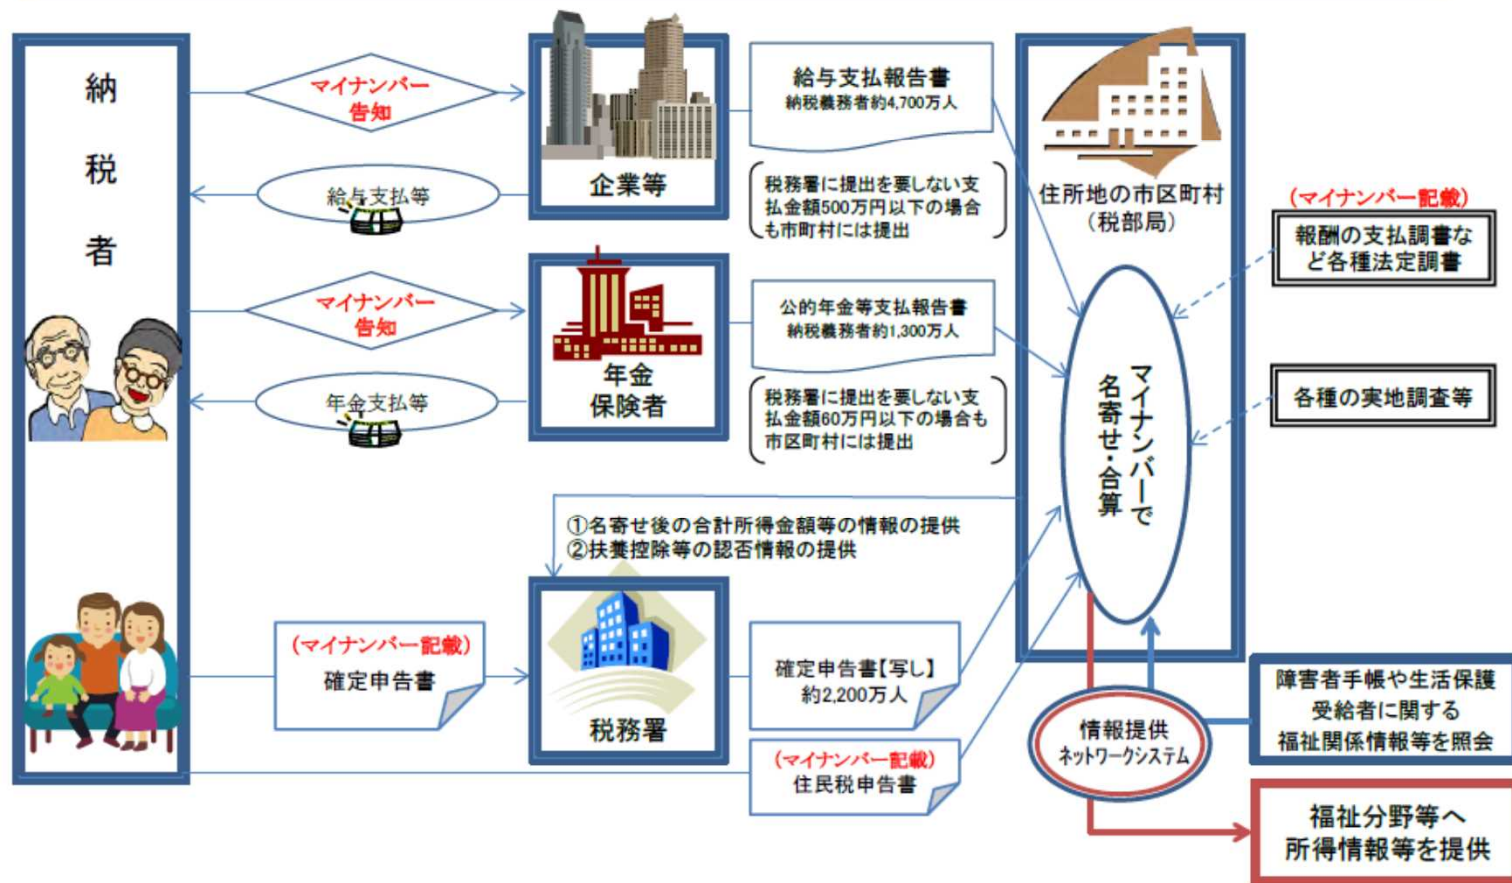 納
税
者
マイナンバー
告知
給与支払等
企業等
給与支払報告書
納税義務者約4,700万人
税務署に提出を要しない支
払金額500万円以下の場合
も市町村には提出
マイナンバー
告知
年金支払等
年金
保険者
公的年金等支払報告書
納税義務者約1,300万人
税務署に提出を要しない支
払金額60万円以下の場合も
市区町村には提出
住所地の市区町村
(税部局)
マイナンバーで
名寄せ・合算
(マイナンバー記載)
報酬の支払調書な
ど各種法定調書
各種の実地調査等
①名寄せ後の合計所得金額等の情報の提供
②扶養控除等の認否情報の提供
(マイナンバー記載)
確定申告書
税務署
確定申告書【写し】
約2,200万人
(マイナンバー記載)
住民税申告書
情報提供
ネットワークシステム
障害者手帳や生活保護
受給者に関する
福祉関係情報等を照会
福祉分野等へ
所得情報等を提供